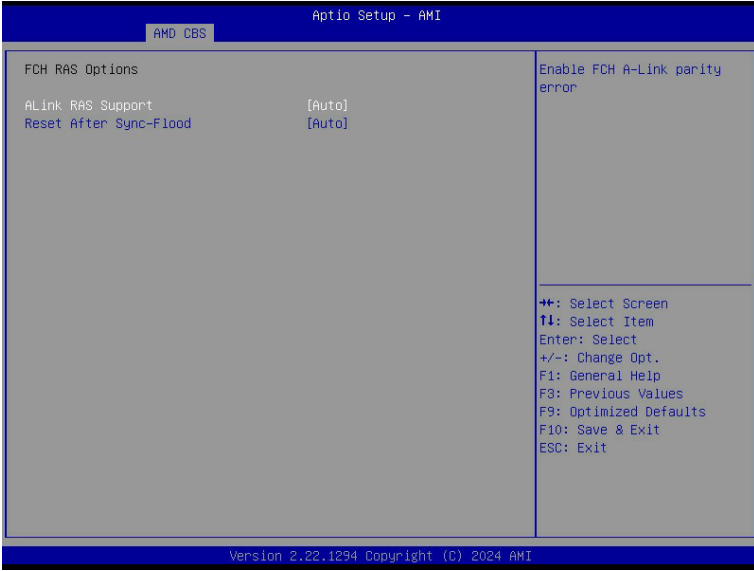 Aptio Setup – AMI
AMD CBS
FCH RAS Options
ALink RAS Support [Auto]
Reset After Sync-Flood [Auto]
Enable FCH A-Link parity
error
→←: Select Screen
↑↓: Select Item
Enter: Select
+/-: Change Opt.
F1: General Help
F3: Previous Values
F9: Optimized Defaults
F10: Save & Exit
ESC: Exit
Version 2.22.1294 Copyright (C) 2024 AMI